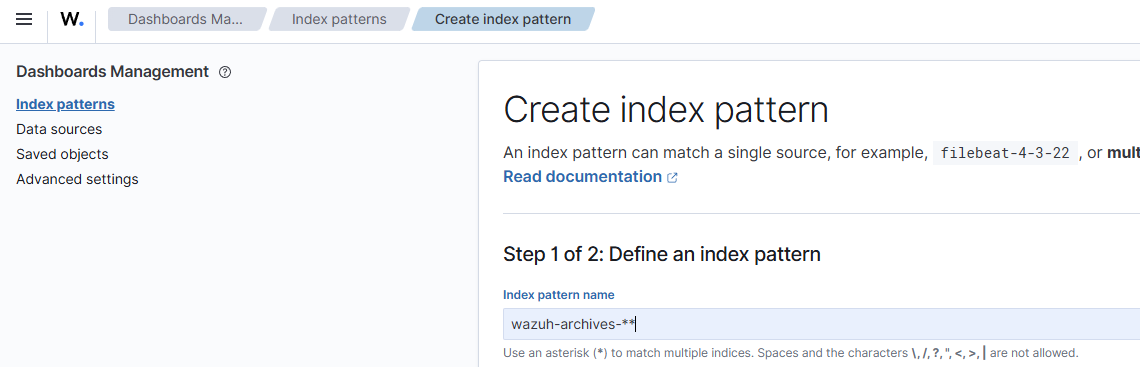 W. Dashboards Ma... Index patterns Create index pattern
Dashboards Management
Index patterns
Data sources
Saved objects
Advanced settings
Create index pattern
An index pattern can match a single source, for example, filebeat-4-3-22 , or mult
Read documentation
Step 1 of 2: Define an index pattern
Index pattern name
wazuh-archives-**
Use an asterisk (*) to match multiple indices. Spaces and the characters \, /, ?, ", <, >, | are not allowed.